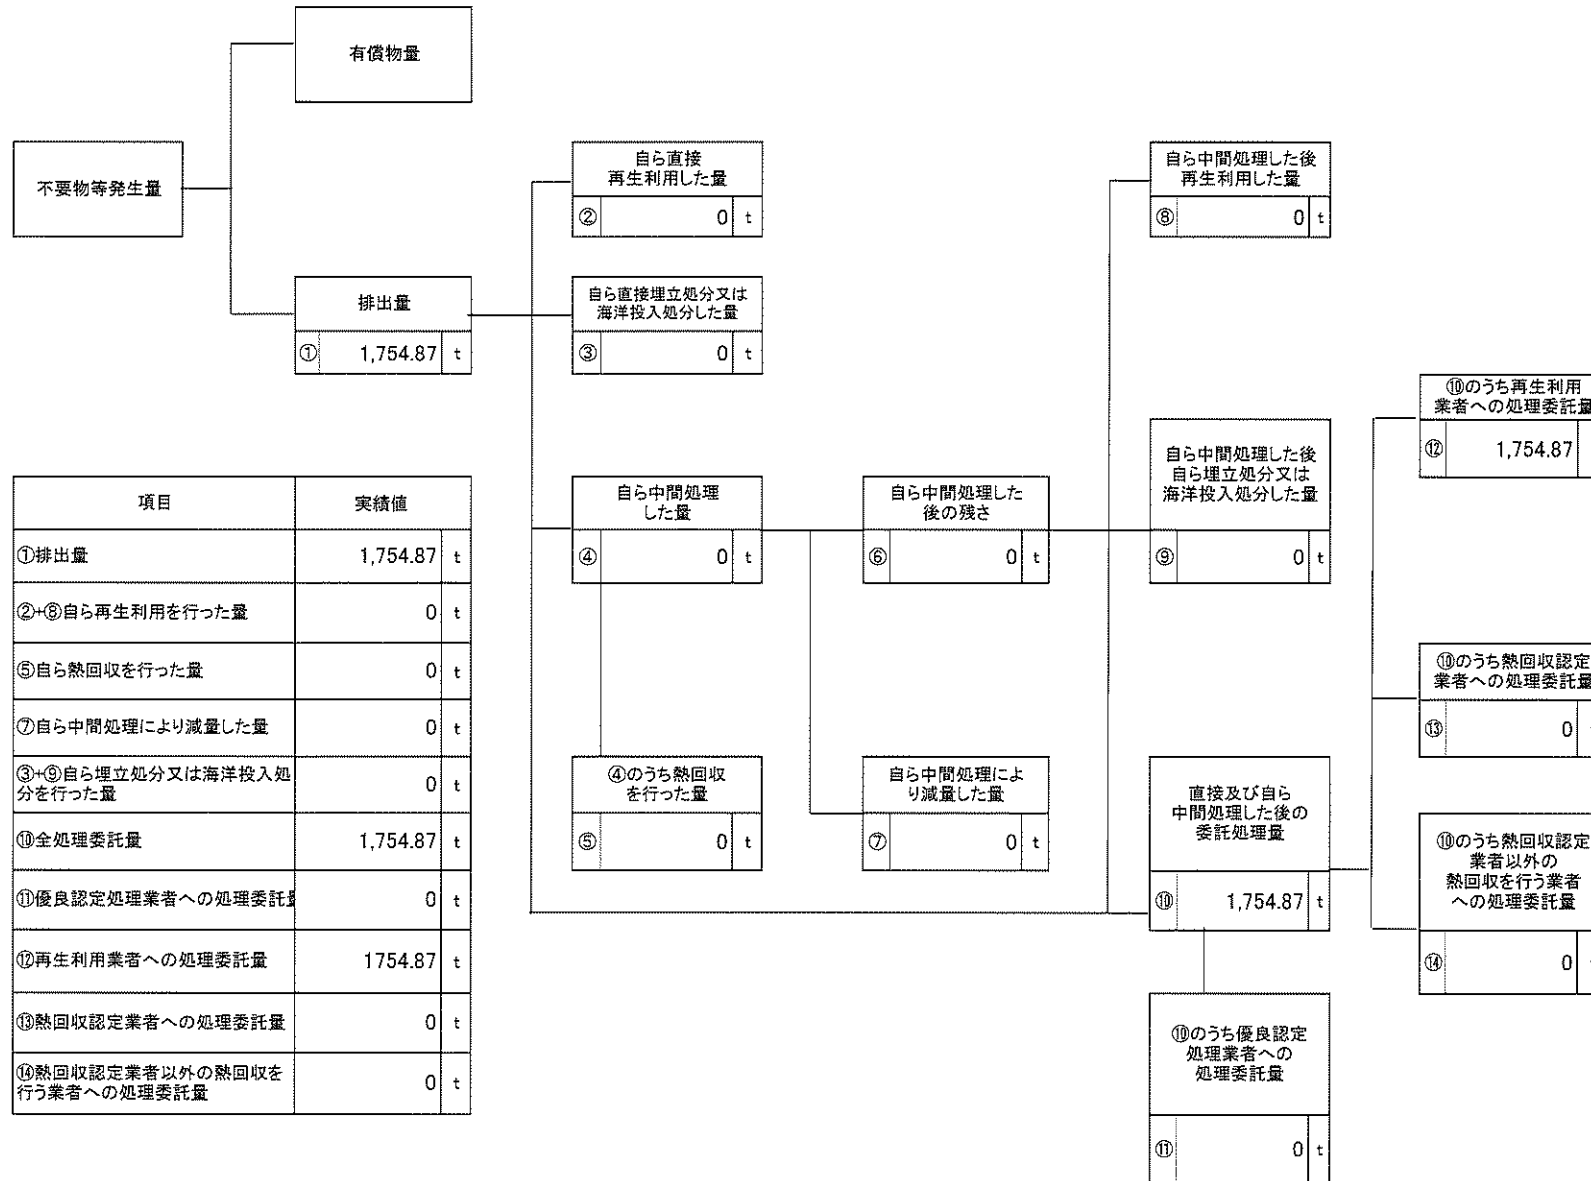 有償物量
不要物等発生量
排出量
① 1,754.87 t
自ら直接
再生利用した量
② 0 t
自ら直接埋立処分又は
海洋投入処分した量
③ 0 t
自ら中間処理
した量
④ 0 t
④のうち熱回収
を行った量
⑤ 0 t
自ら中間処理した
後の残さ
⑥ 0 t
自ら中間処理によ
り減量した量
⑦ 0 t
自ら中間処理した後
再生利用した量
⑧ 0 t
自ら中間処理した後
自ら埋立処分又は
海洋投入処分した量
⑨ 0 t
直接及び自ら
中間処理した後の
委託処理量
⑩ 1,754.87 t
⑩のうち優良認定
処理業者への
処理委託量
⑪ 0 t
⑩のうち再生利用
業者への処理委託量
⑫ 1,754.87
⑩のうち熱回収認定
業者への処理委託量
⑬ 0
⑩のうち熱回収認定
業者以外の
熱回収を行う業者
への処理委託量
⑭ 0
項目 実績値
①排出量 1,754.87 t
②+⑧自ら再生利用を行った量 0 t
⑤自ら熱回収を行った量 0 t
⑦自ら中間処理により減量した量 0 t
③+⑨自ら埋立処分又は海洋投入処
分を行った量 0 t
⑩全処理委託量 1,754.87 t
⑪優良認定処理業者への処理委託量 0 t
⑫再生利用業者への処理委託量 1754.87 t
⑬熱回収認定業者への処理委託量 0 t
⑭熱回収認定業者以外の熱回収を
行う業者への処理委託量 0 t